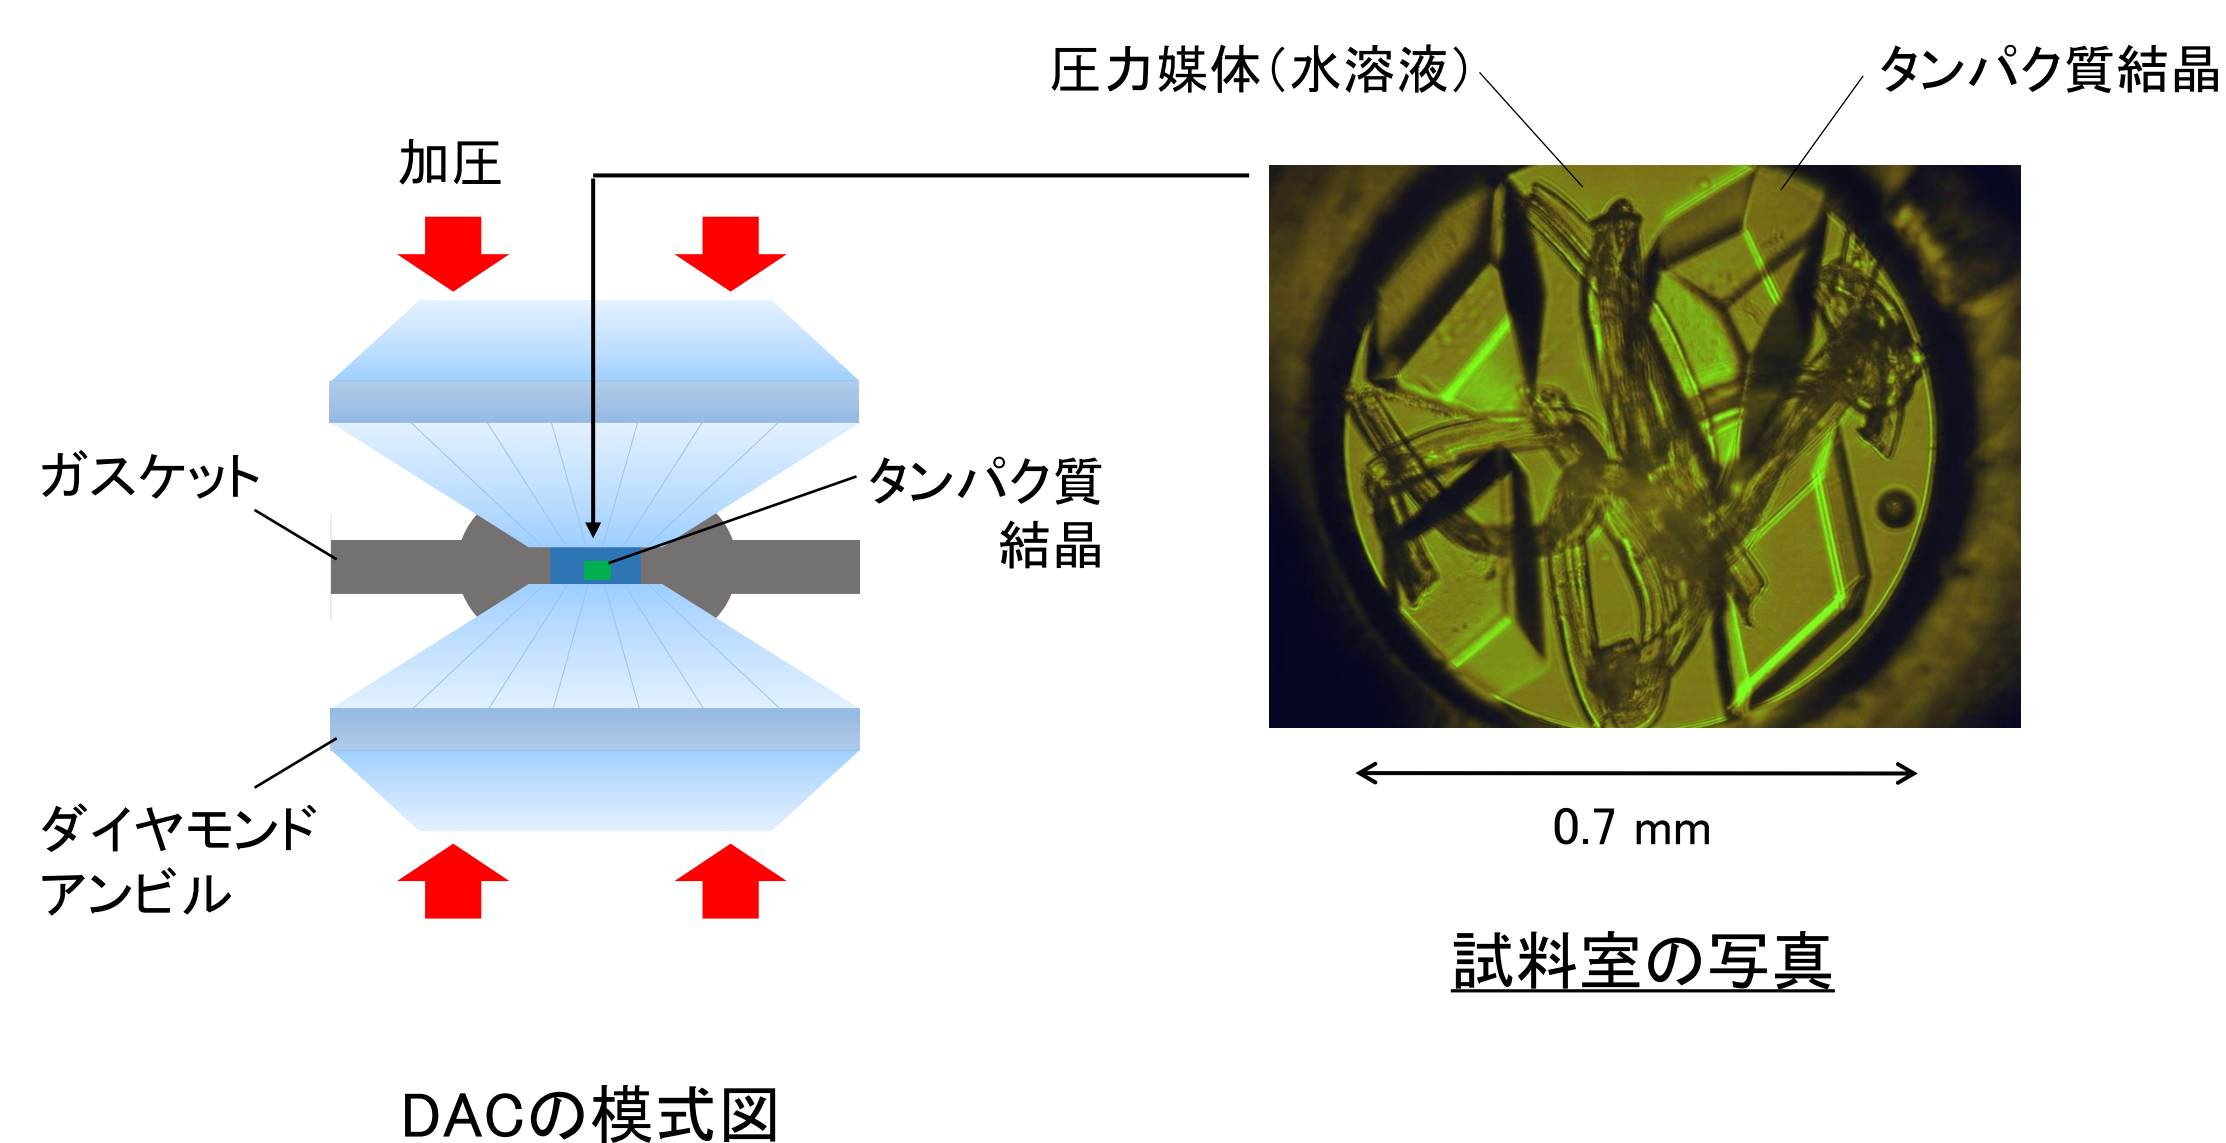 圧力媒体(水溶液)
タンパク質結晶
加圧
ガスケット
タンパク質
結晶
ダイヤモンド
アンビル
0.7 mm
試料室の写真
DACの模式図